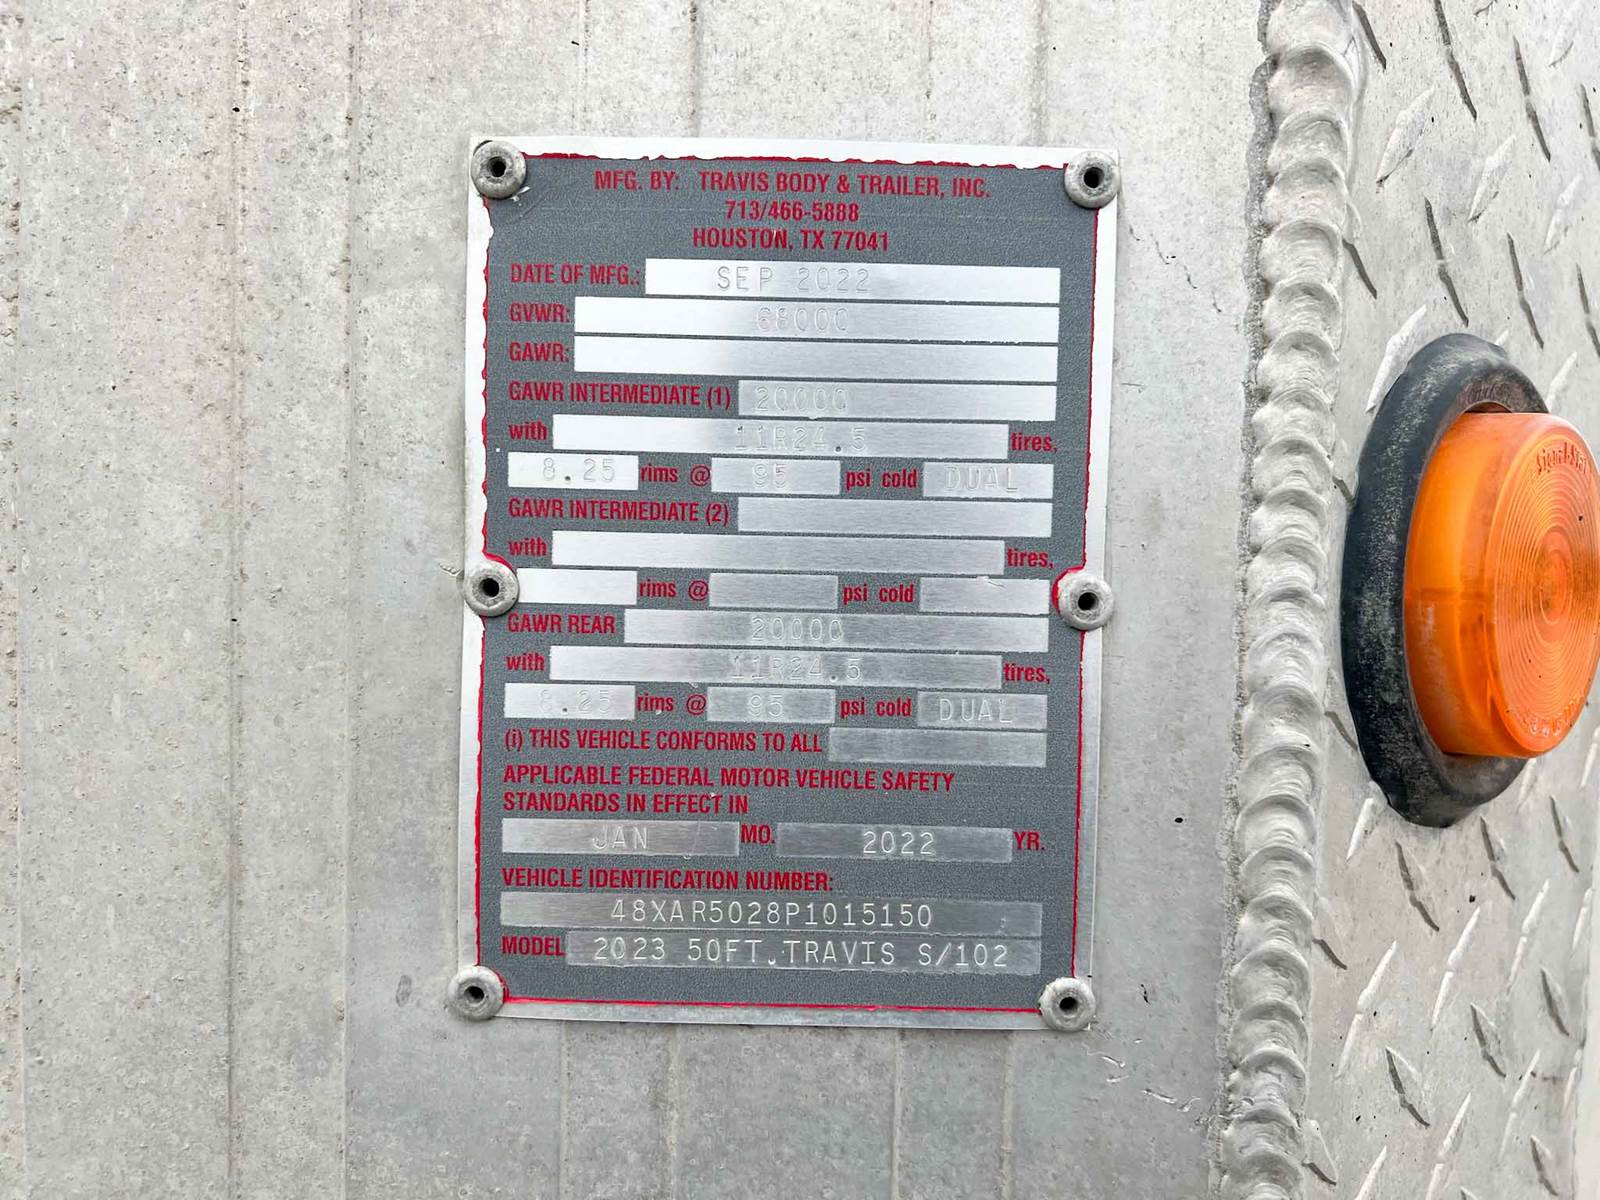 MFG. BY: TRAVIS BODY & TRAILER, INC.
713/466-5888
HOUSTON, TX 77041
DATE OF MFG.: SEP 2022
GVWR: 68000
GAWR:
GAWR INTERMEDIATE (1) 20000
with 11R24.5 tires,
8.25 rims @ 95 psi cold DUAL
GAWR INTERMEDIATE (2)
with tires,
rims @ psi cold
GAWR REAR 20000
with 11R24.5 tires,
8.25 rims @ 95 psi cold DUAL
(i) THIS VEHICLE CONFORMS TO ALL
APPLICABLE FEDERAL MOTOR VEHICLE SAFETY
STANDARDS IN EFFECT IN
JAN MO. 2022 YR.
VEHICLE IDENTIFICATION NUMBER:
48XAR5028P1015150
MODEL 2023 50FT.TRAVIS S/102
Signal-Stat